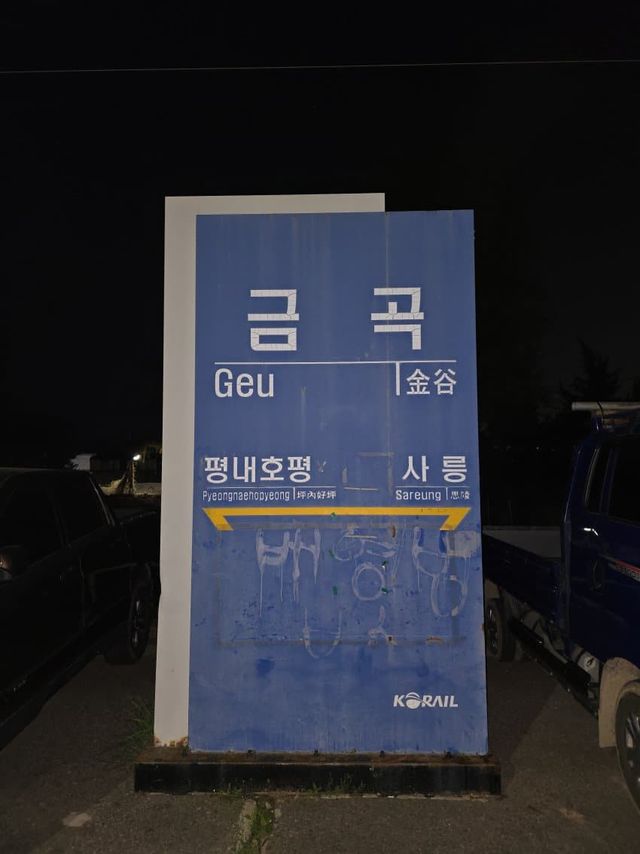 금 곡
Geu 金谷
평내호평 사 릉
Pyeongnaehopyeong 坪內好坪 Sareung 思陵
KORAIL